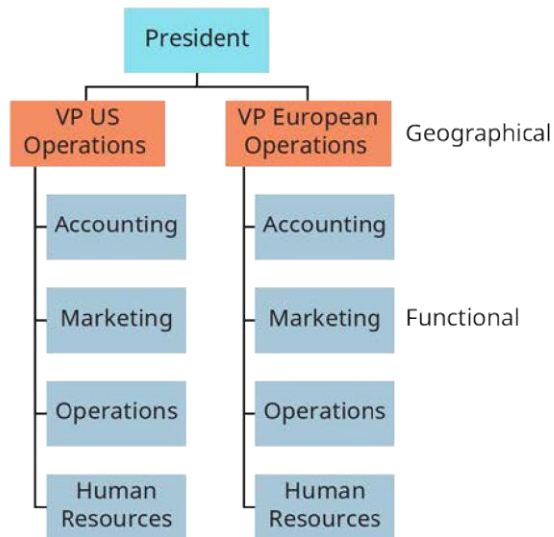 President
VP US
Operations
VP European
Operations
Geographical
Accounting
Accounting
Marketing
Marketing
Functional
Operations
Operations
Human
Resources
Human
Resources